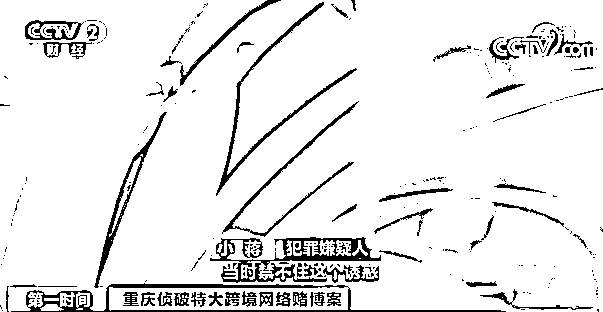 CCTV 2
财经
CCTV.com
小蒋 犯罪嫌疑人
当时禁不住这个诱惑
第一时间 重庆侦破特大跨境网络赌博案